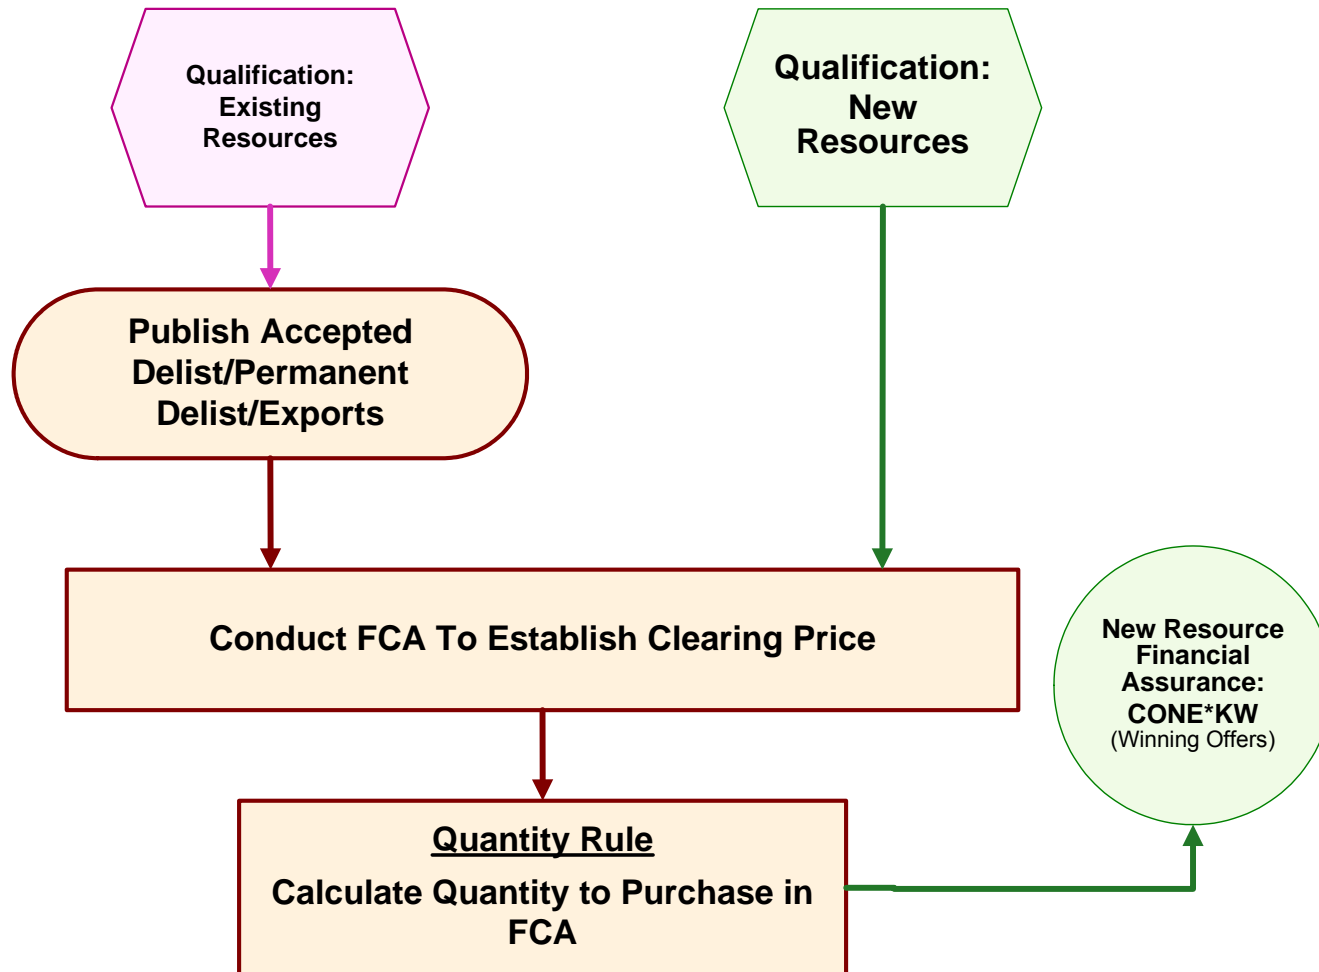 Qualification:
Existing
Resources
Qualification:
New
Resources
Publish Accepted
Delist/Permanent
Delist/Exports
Conduct FCA To Establish Clearing Price
New Resource
Financial
Assurance:
CONE*KW
(Winning Offers)
Quantity Rule
Calculate Quantity to Purchase in
FCA